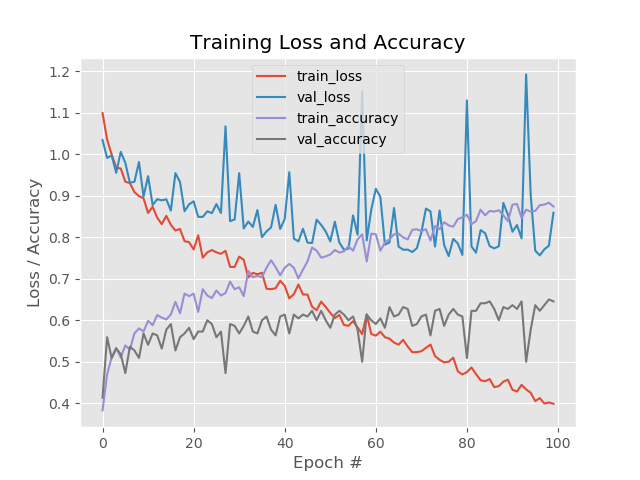 Training Loss and Accuracy
train_loss
val_loss
train_accuracy
val_accuracy
Loss / Accuracy
1.2
1.1
1.0
0.9
0.8
0.7
0.6
0.5
0.4
0 20 40 60 80 100
Epoch #